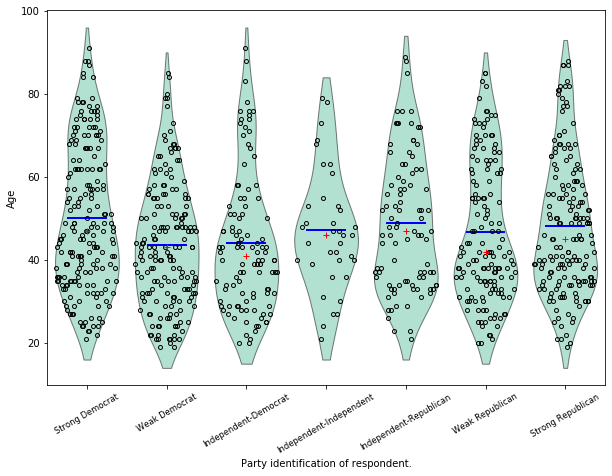 100
80
60
40
20
Age
Strong Democrat
Weak Democrat
Independent-Democrat
Independent-Independent
Independent-Republican
Weak Republican
Strong Republican
Party identification of respondent.